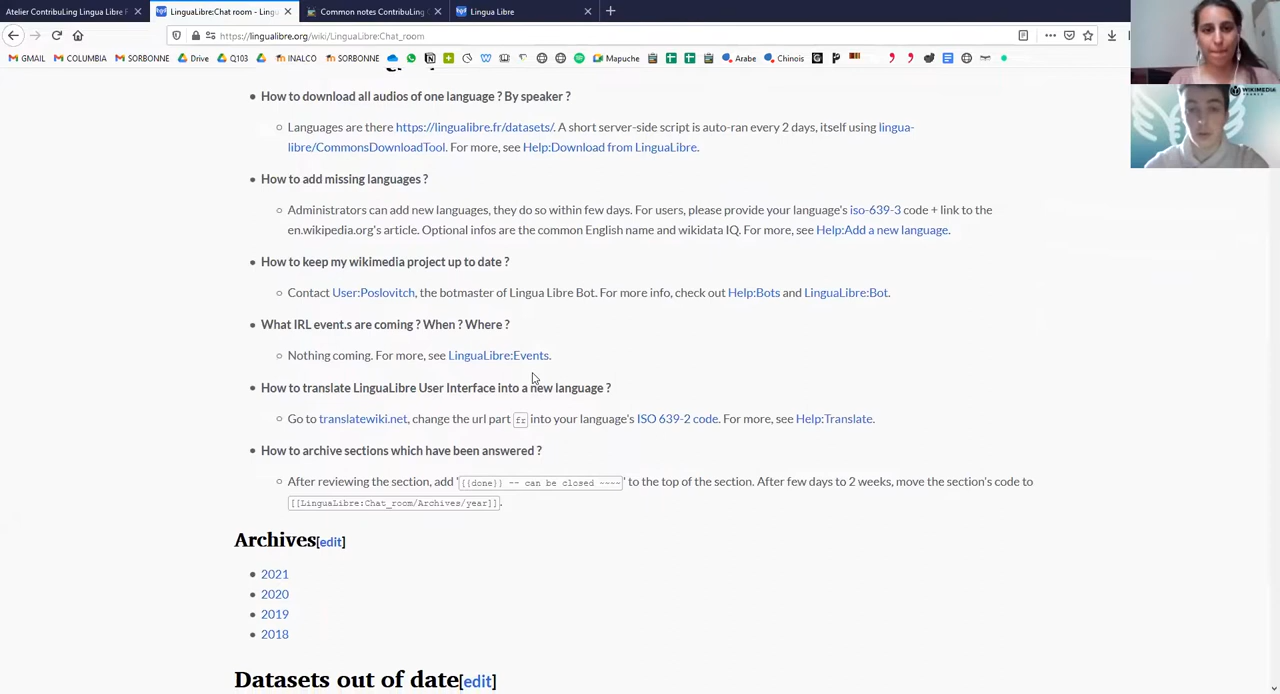 Atelier ContribuLing Lingua Libre F
LinguaLibre:Chat room - Lingu
Common notes ContribuLing
Lingua Libre
https://lingualibre.org/wiki/LinguaLibre:Chat_room
GMAIL COLUMBIA SORBONNE Drive Q103 INALCO SORBONNE Mapuche Arabe Chinois
WIKIMEDIA
• How to download all audios of one language ? By speaker ?
Languages are there https://lingualibre.fr/datasets/. A short server-side script is auto-ran every 2 days, itself using lingua-
libre/CommonsDownloadTool. For more, see Help:Download from LinguaLibre.
• How to add missing languages ?
Administrators can add new languages, they do so within few days. For users, please provide your language's iso-639-3 code + link to the
en.wikipedia.org's article. Optional infos are the common English name and wikidata IQ. For more, see Help:Add a new language.
• How to keep my wikimedia project up to date ?
Contact User:Poslovitch, the botmaster of Lingua Libre Bot. For more info, check out Help:Bots and LinguaLibre:Bot.
• What IRL event.s are coming ? When ? Where ?
Nothing coming. For more, see LinguaLibre:Events.
• How to translate LinguaLibre User Interface into a new language ?
Go to translatewiki.net, change the url part fr into your language's ISO 639-2 code. For more, see Help:Translate.
• How to archive sections which have been answered ?
After reviewing the section, add '{{done}} -- can be closed ~~~~' to the top of the section. After few days to 2 weeks, move the section's code to
[[LinguaLibre:Chat_room/Archives/year]].
Archives[edit]
• 2021
• 2020
• 2019
• 2018
Datasets out of date[edit]